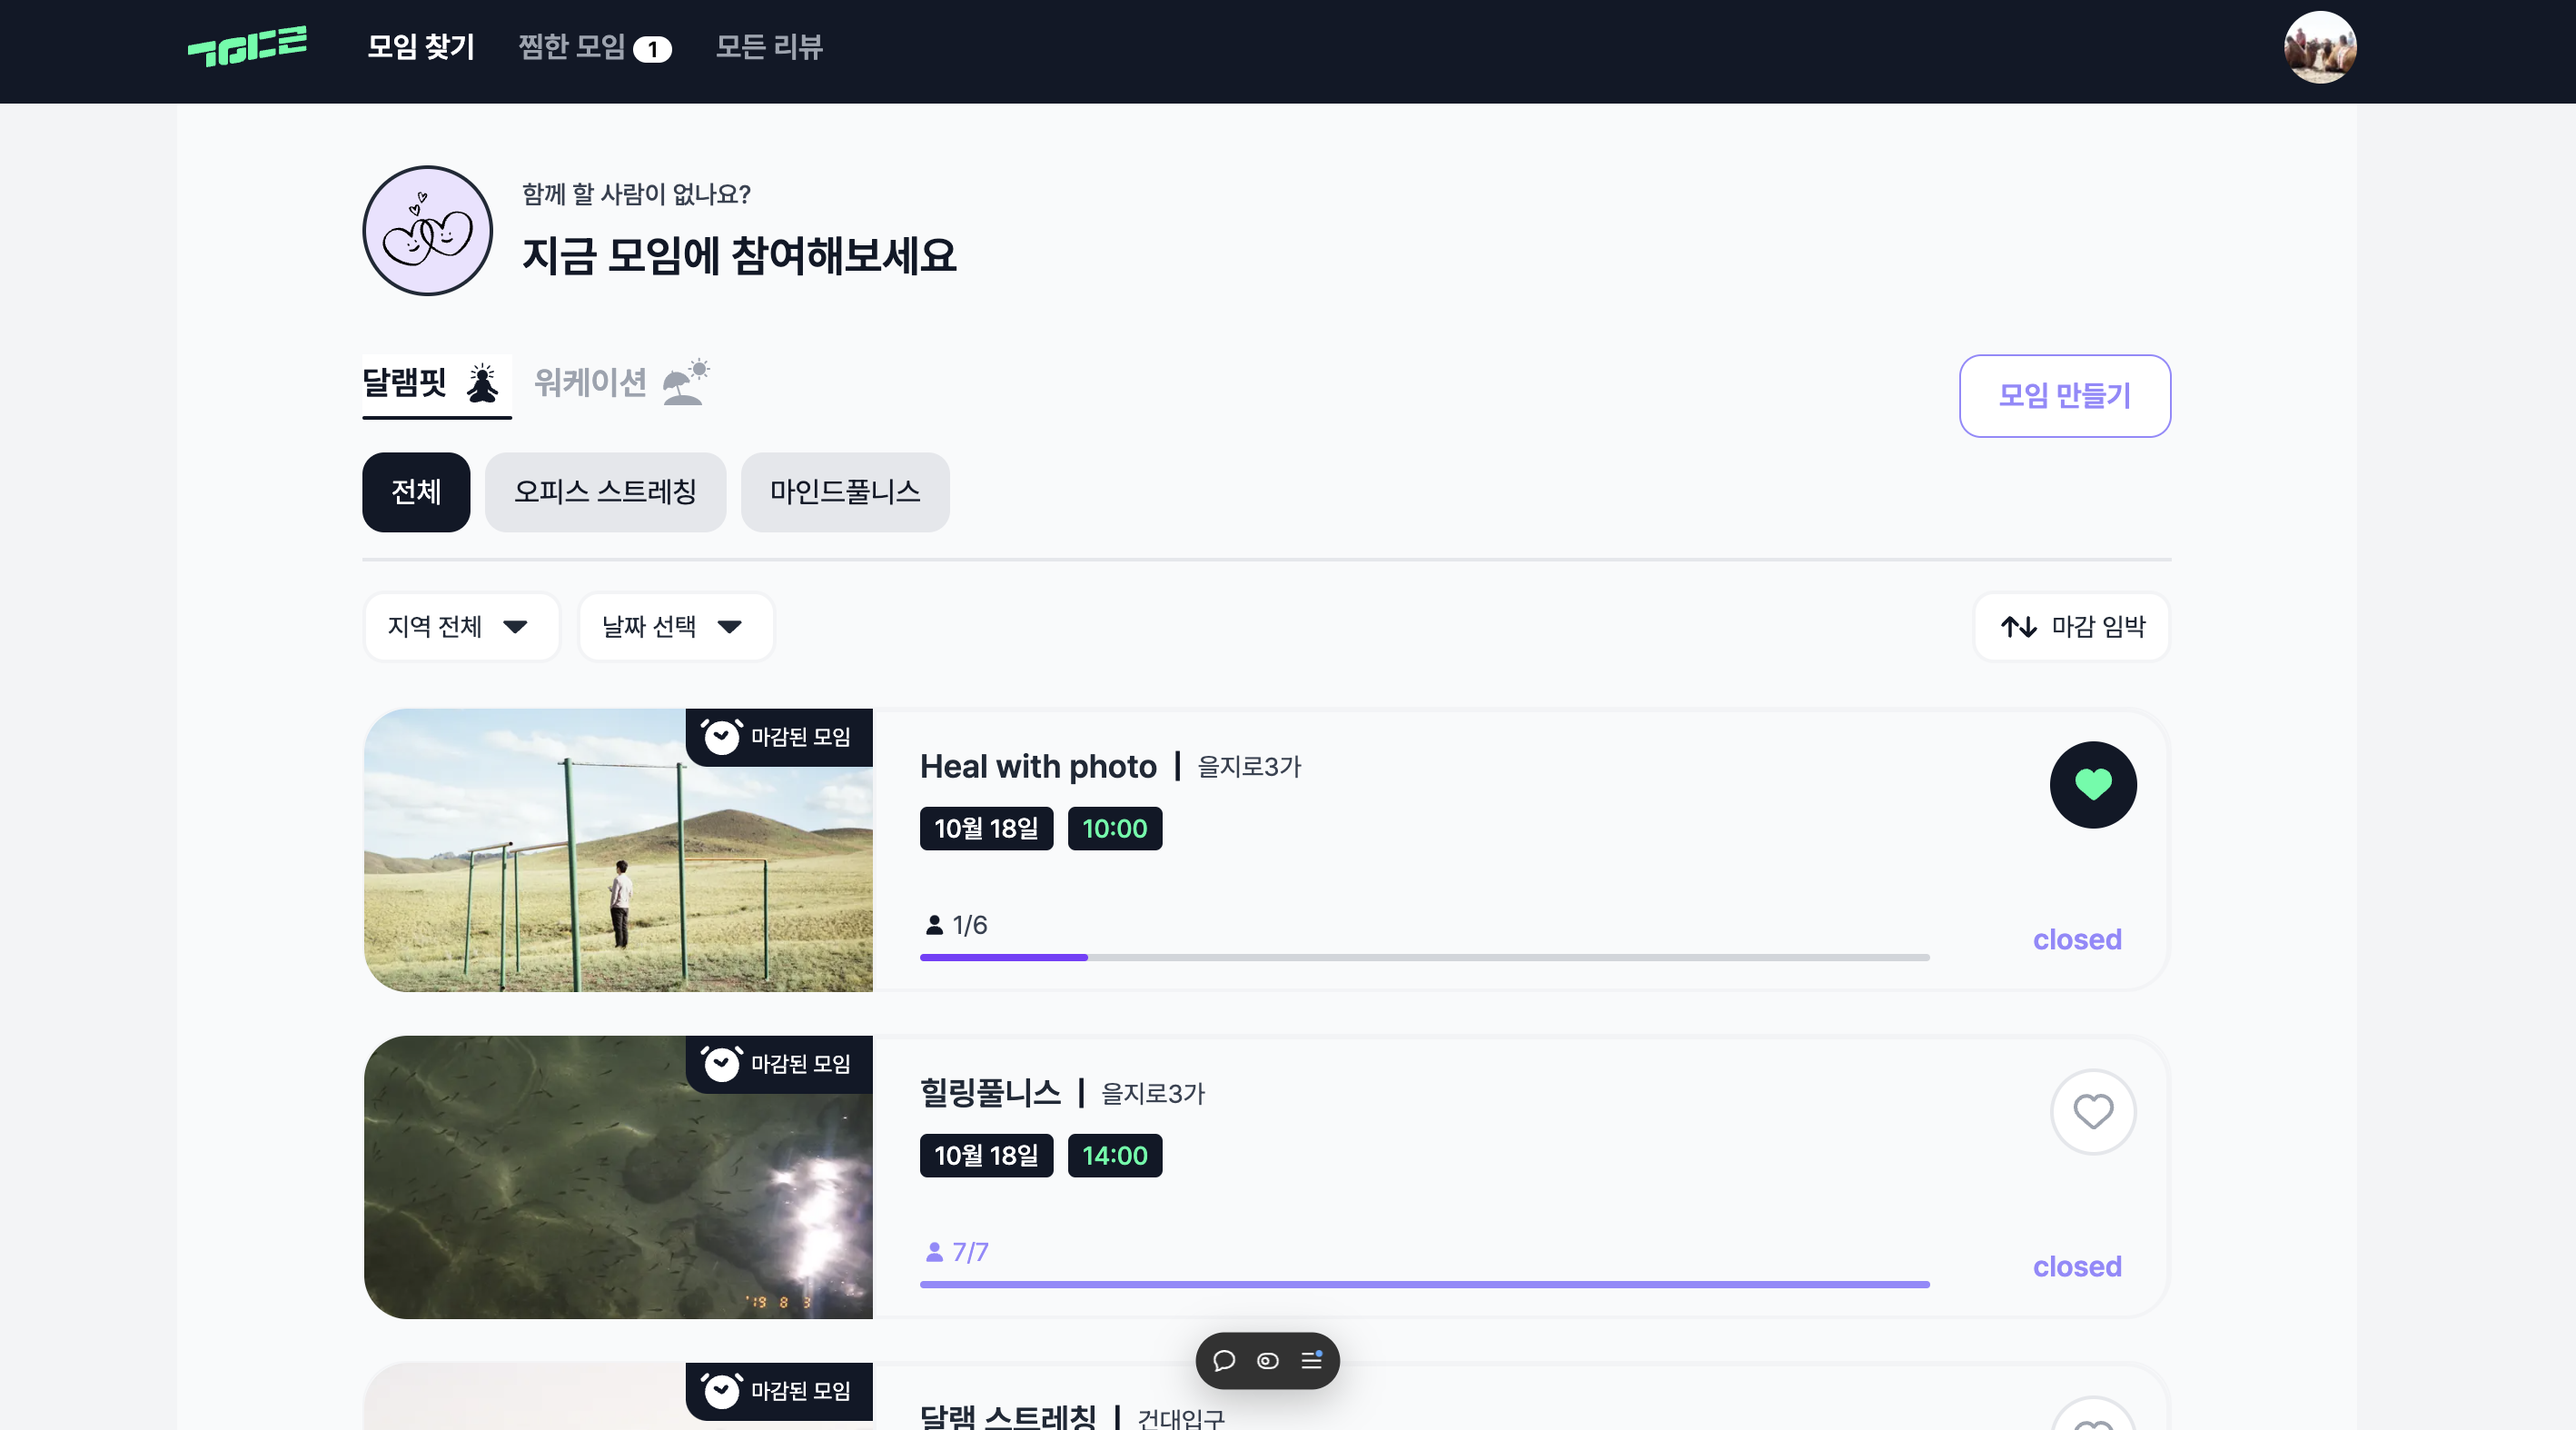 같이달램
모임 찾기 찜한 모임 1 모든 리뷰
함께 할 사람이 없나요?
지금 모임에 참여해보세요
달램핏 워케이션
모임 만들기
전체 오피스 스트레칭 마인드풀니스
지역 전체 날짜 선택 마감 임박
마감된 모임
Heal with photo | 을지로3가
10월 18일 10:00
1/6
closed
마감된 모임
힐링풀니스 | 을지로3가
10월 18일 14:00
7/7
closed
'19 8 3
마감된 모임
달램 스트레칭 | 건대입구